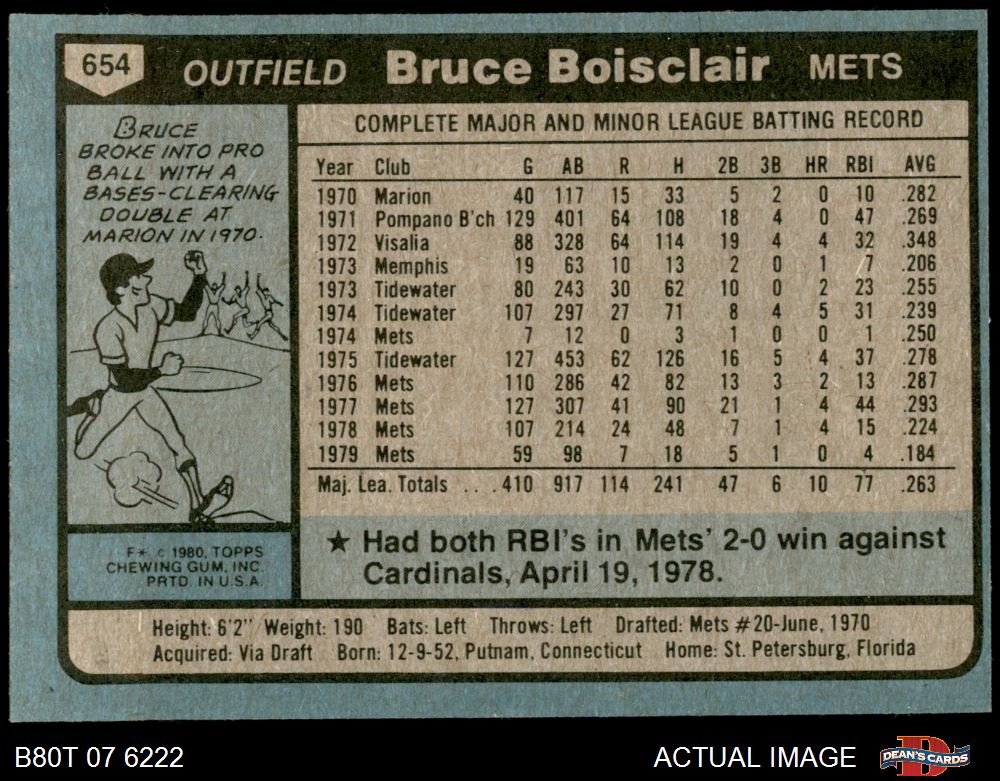 654 OUTFIELD Bruce Boisclair METS
BRUCE
BROKE INTO PRO
BALL WITH A
BASES-CLEARING
DOUBLE AT
MARION IN 1970.
F* © 1980, TOPPS
CHEWING GUM, INC.
PRTD. IN U.S.A.
COMPLETE MAJOR AND MINOR LEAGUE BATTING RECORD
Year Club G AB R H 2B 3B HR RBI AVG
1970 Marion 40 117 15 33 5 2 0 10 .282
1971 Pompano B'ch 129 401 64 108 18 4 0 47 .269
1972 Visalia 88 328 64 114 19 4 4 32 .348
1973 Memphis 19 63 10 13 2 0 1 7 .206
1973 Tidewater 80 243 30 62 10 0 2 23 .255
1974 Tidewater 107 297 27 71 8 4 5 31 .239
1974 Mets 7 12 0 3 1 0 0 1 .250
1975 Tidewater 127 453 62 126 16 5 4 37 .278
1976 Mets 110 286 42 82 13 3 2 13 .287
1977 Mets 127 307 41 90 21 1 4 44 .293
1978 Mets 107 214 24 48 7 1 4 15 .224
1979 Mets 59 98 7 18 5 1 0 4 .184
Maj. Lea. Totals . . . 410 917 114 241 47 6 10 77 .263
★ Had both RBI's in Mets' 2-0 win against
Cardinals, April 19, 1978.
Height: 6'2" Weight: 190 Bats: Left Throws: Left Drafted: Mets #20-June, 1970
Acquired: Via Draft Born: 12-9-52, Putnam, Connecticut Home: St. Petersburg, Florida
B80T 07 6222 ACTUAL IMAGE DEAN'S CARDS